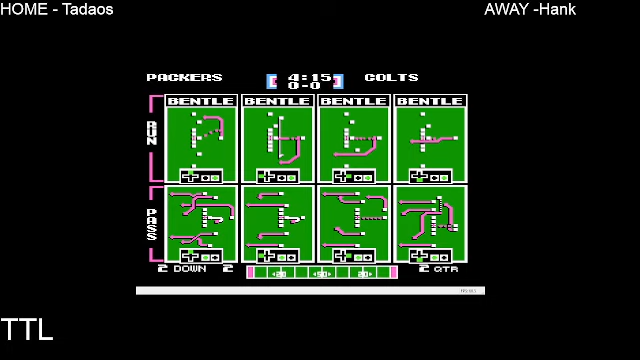 HOME - Tadaos
AWAY -Hank
PACKERS 4:15 COLTS
0-0
BENTLE BENTLE BENTLE BENTLE
RUN
PASS
2 DOWN 2
20 50 20
2 QTR
TTL